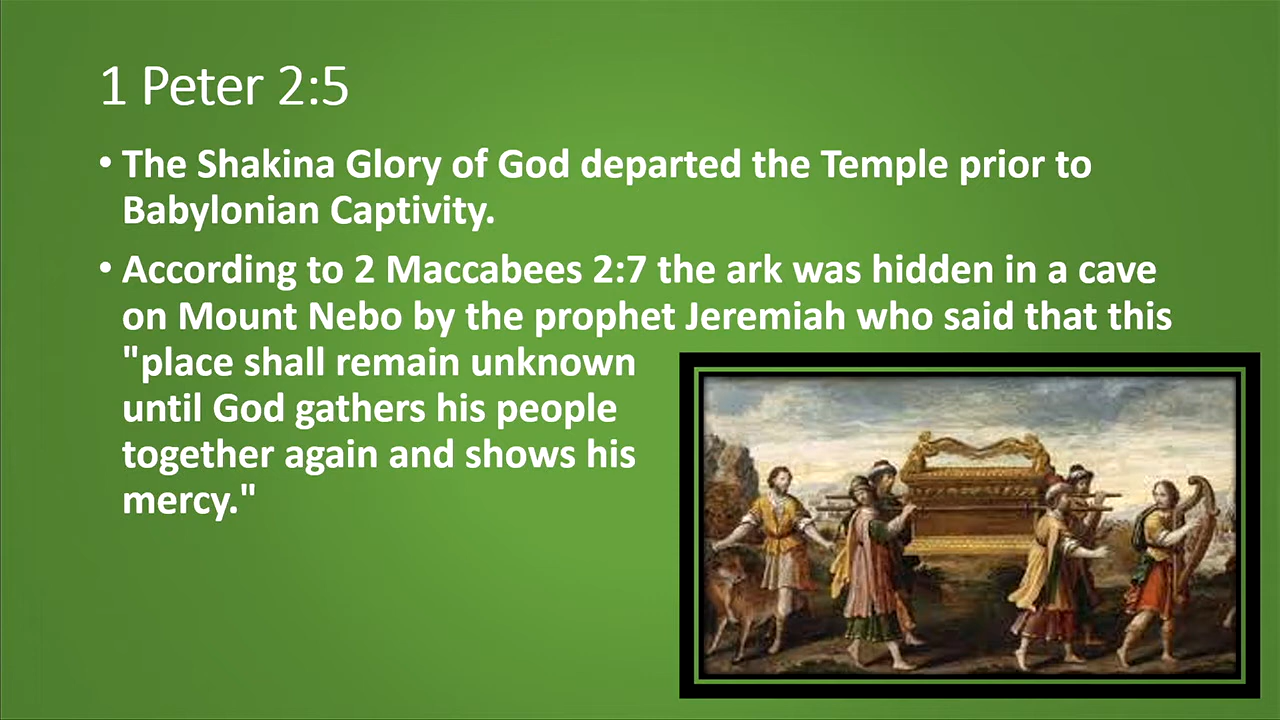 1 Peter 2:5
• The Shakina Glory of God departed the Temple prior to
Babylonian Captivity.
• According to 2 Maccabees 2:7 the ark was hidden in a cave
on Mount Nebo by the prophet Jeremiah who said that this
"place shall remain unknown
until God gathers his people
together again and shows his
mercy."